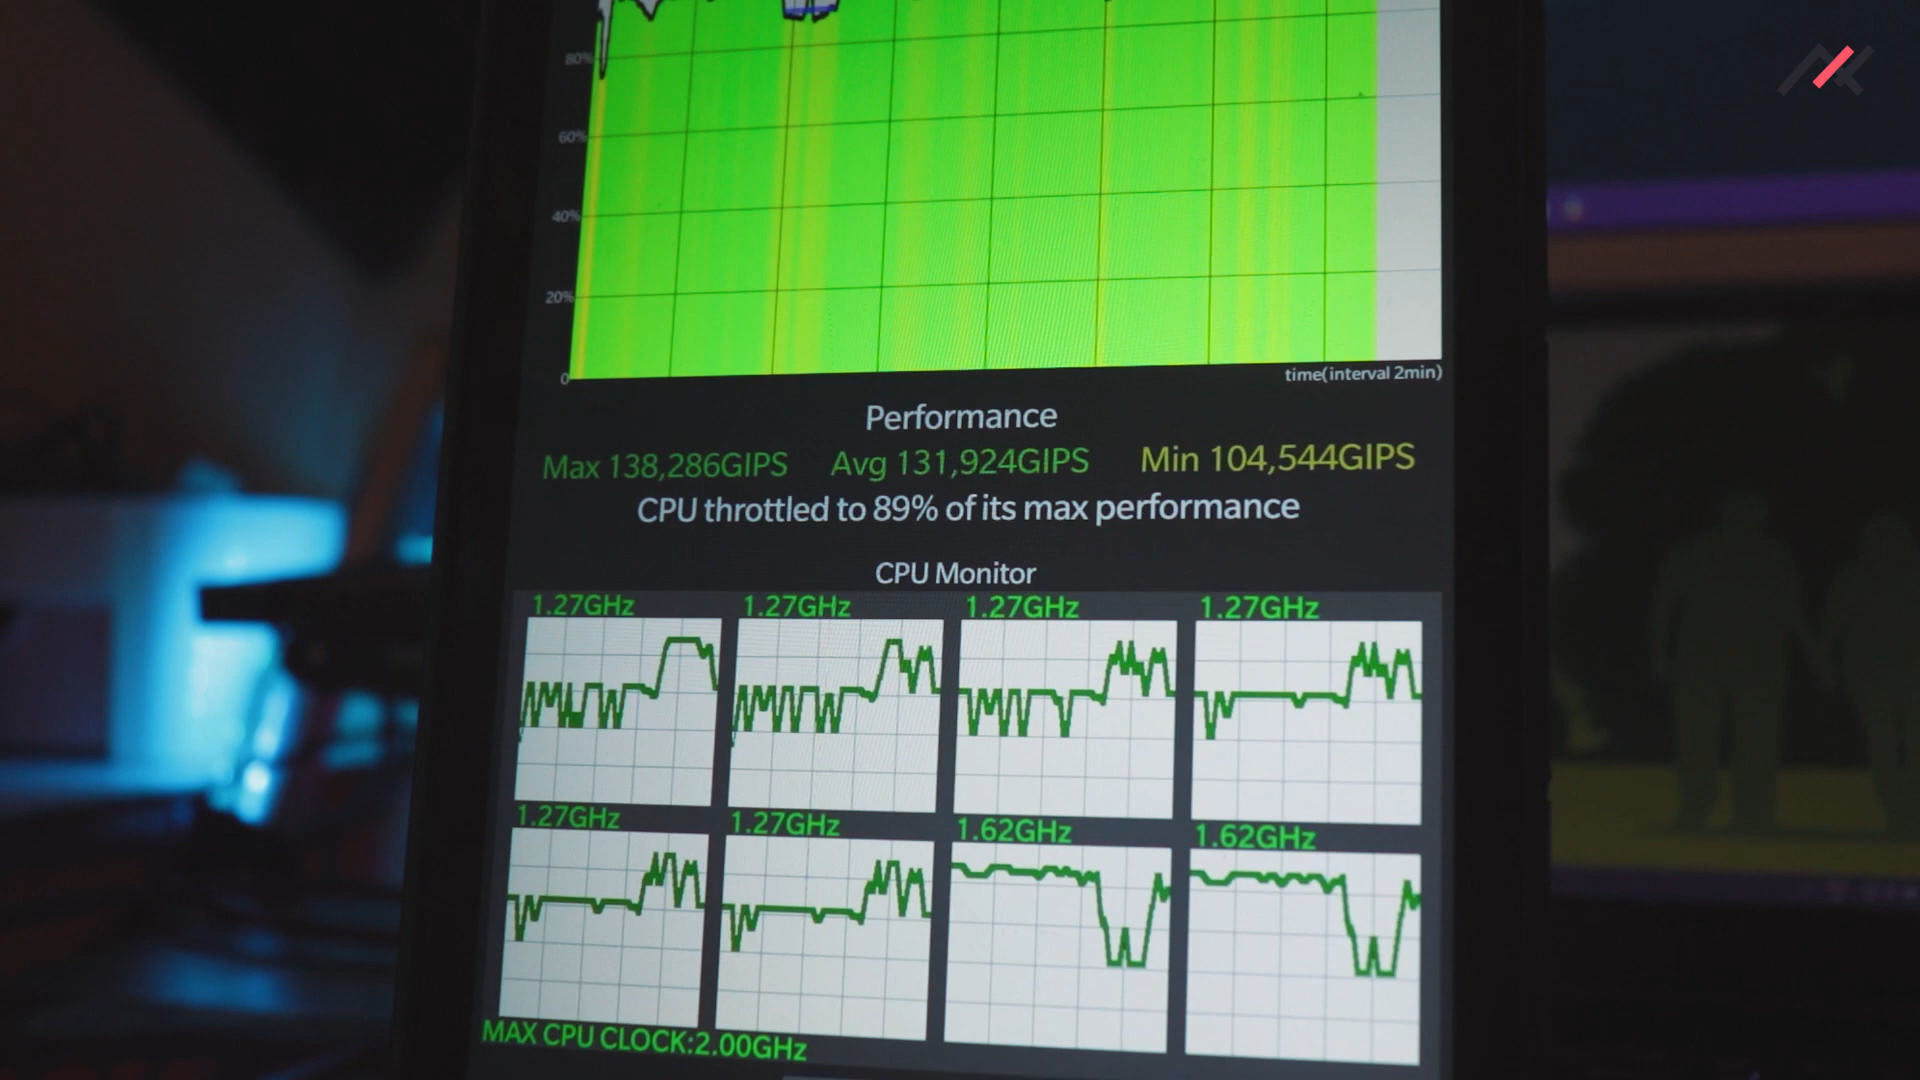 80%
60%
40%
20%
0
time(interval 2min)
Performance
Max 138,286GIPS Avg 131,924GIPS Min 104,544GIPS
CPU throttled to 89% of its max performance
CPU Monitor
1.27GHz 1.27GHz 1.27GHz 1.27GHz
1.27GHz 1.27GHz 1.62GHz 1.62GHz
MAX CPU CLOCK:2.00GHz